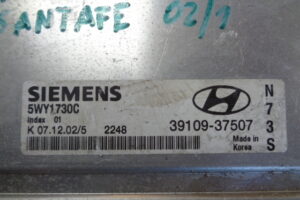 SANTAFE 02/1
SIEMENS
5WY1730C
Index 01
K 07.12.02/5 2248
HYUNDAI
39109-37507
Made in
Korea
N
7
3
S